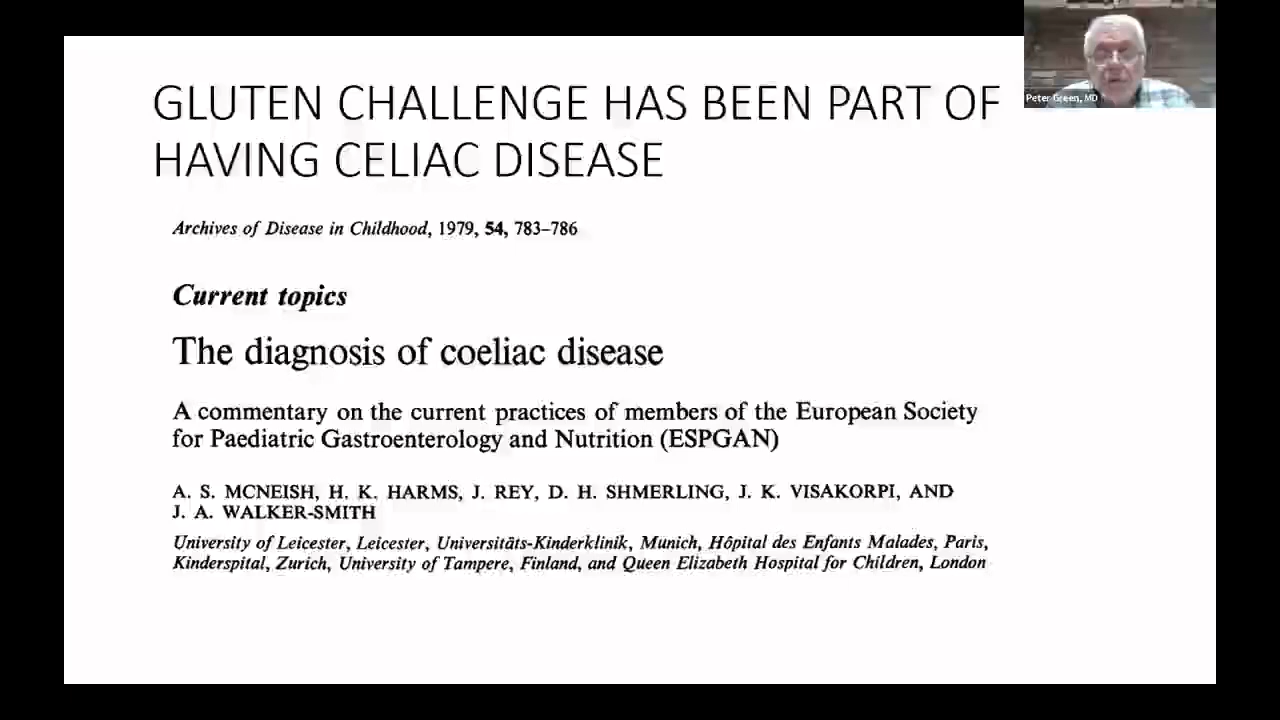 GLUTEN CHALLENGE HAS BEEN PART OF
HAVING CELIAC DISEASE
Peter Green, MD
Archives of Disease in Childhood, 1979, 54, 783–786
Current topics
The diagnosis of coeliac disease
A commentary on the current practices of members of the European Society
for Paediatric Gastroenterology and Nutrition (ESPGAN)
A. S. MCNEISH, H. K. HARMS, J. REY, D. H. SHMERLING, J. K. VISAKORPI, AND
J. A. WALKER-SMITH
University of Leicester, Leicester, Universitäts-Kinderklinik, Munich, Hôpital des Enfants Malades, Paris,
Kinderspital, Zurich, University of Tampere, Finland, and Queen Elizabeth Hospital for Children, London